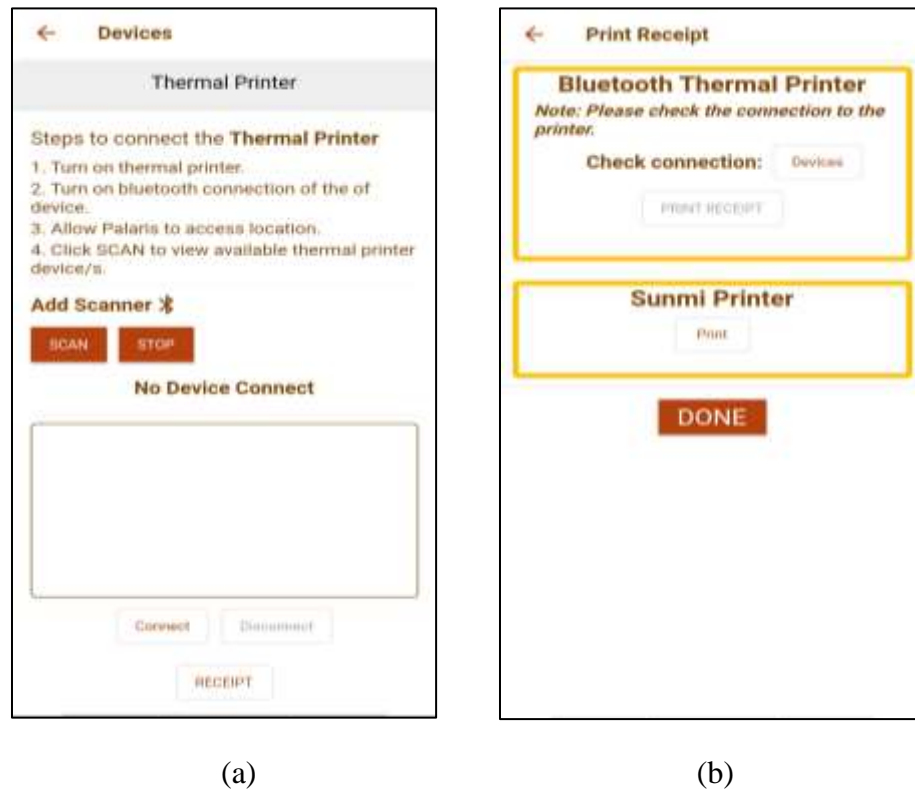 Devices
Thermal Printer
Steps to connect the Thermal Printer
1. Turn on thermal printer.
2. Turn on bluetooth connection of the of
device.
3. Allow Palaris to access location.
4. Click SCAN to view available thermal printer
device/s.
Add Scanner
SCAN STOP
No Device Connect
Connect Disconnect
RECEIPT
(a)
Print Receipt
Bluetooth Thermal Printer
Note: Please check the connection to the
printer.
Check connection: Devices
PRINT RECEIPT
Sunmi Printer
Print
DONE
(b)